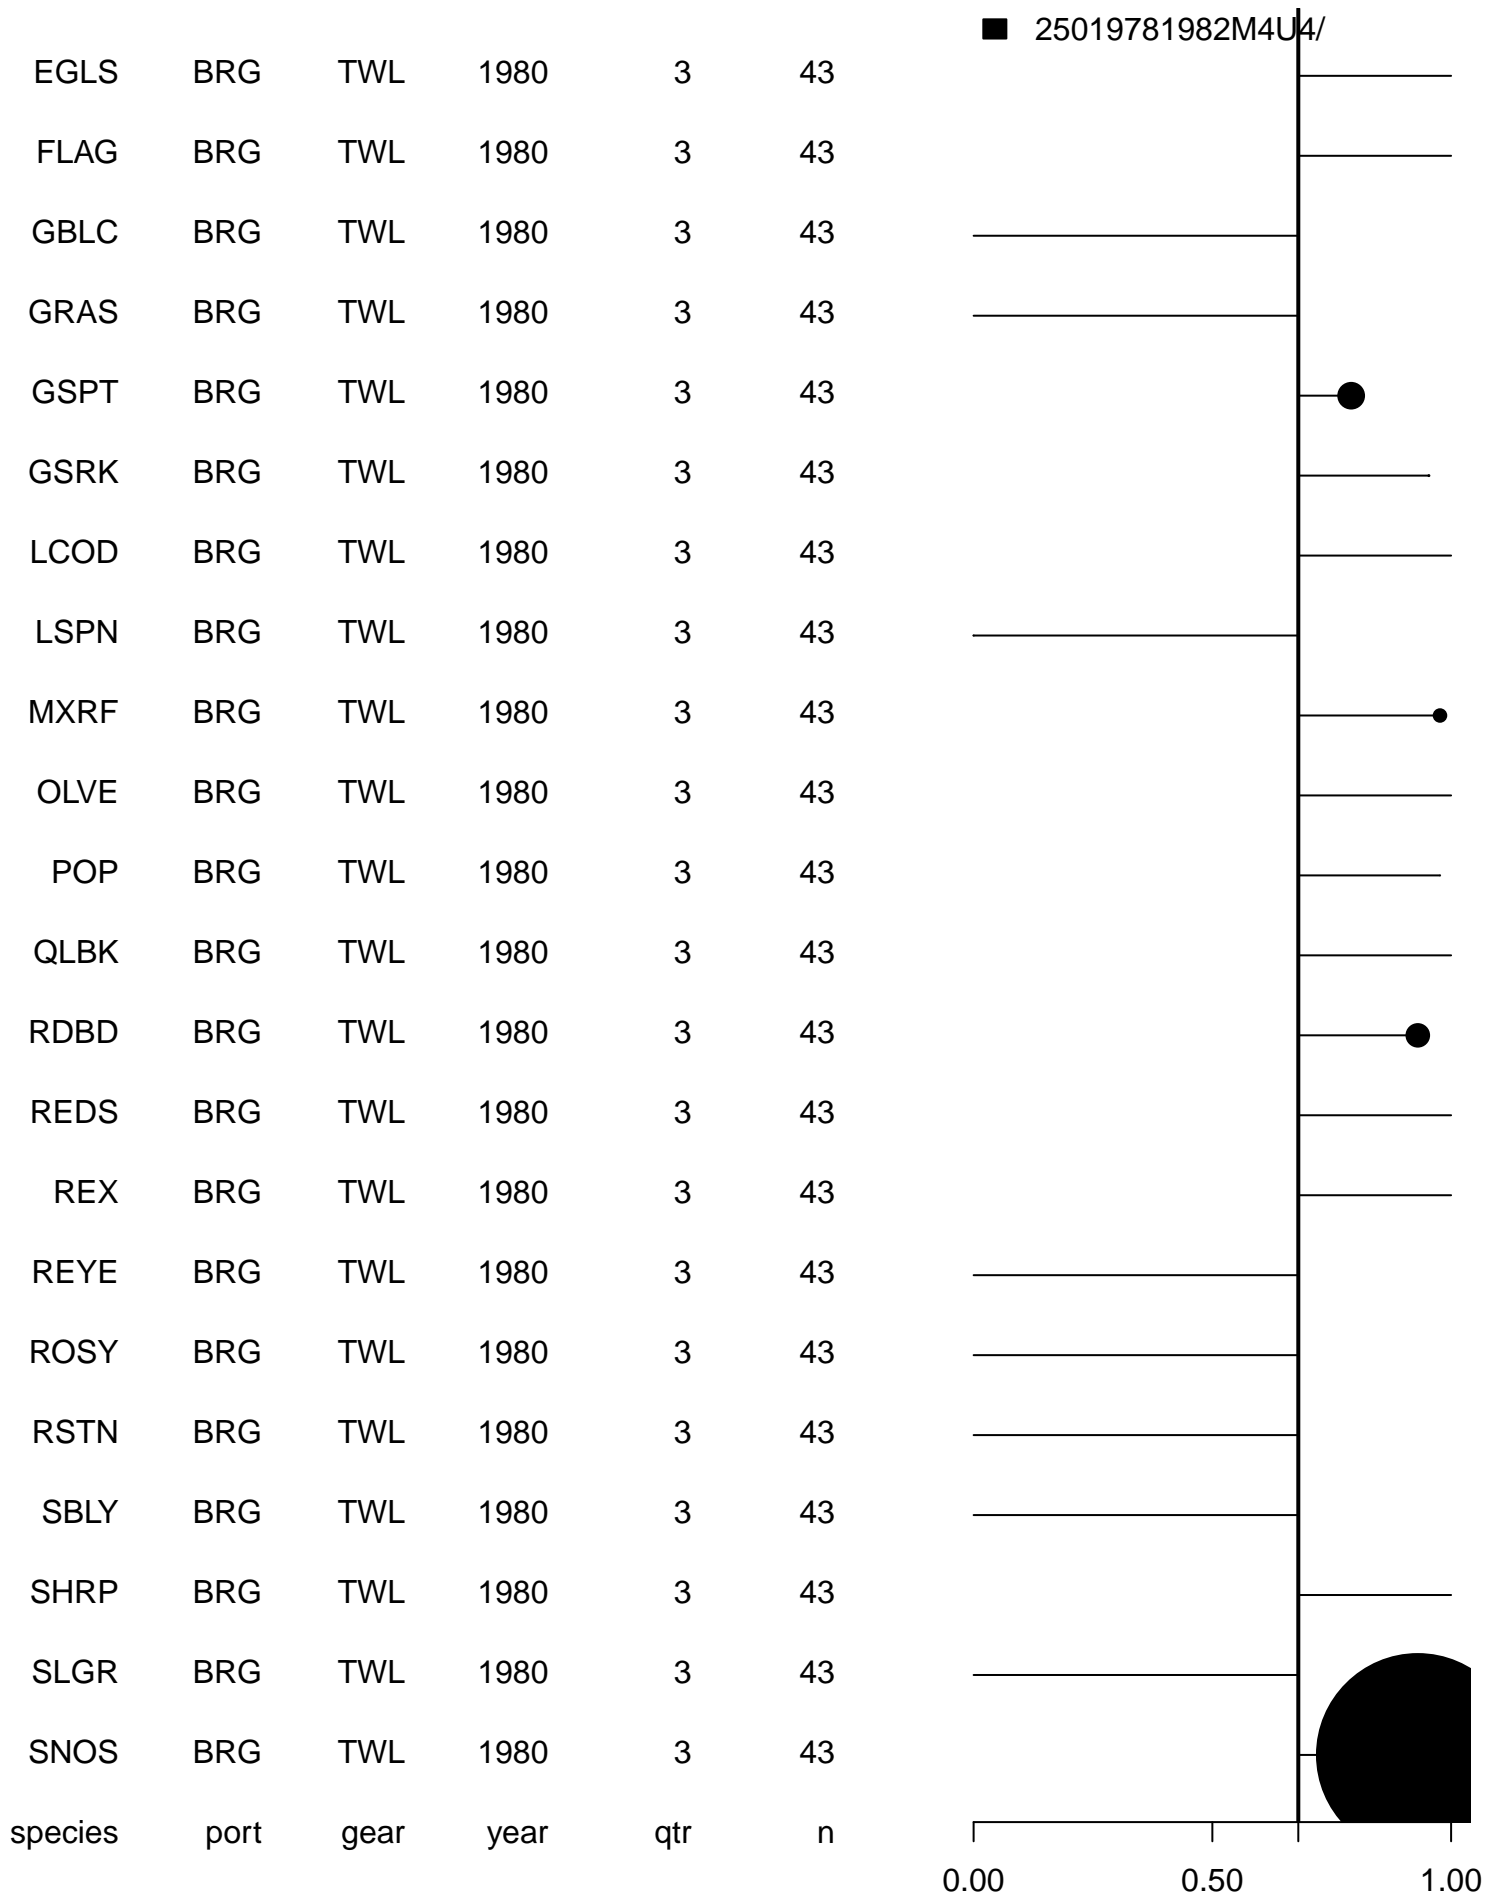 25019781982M4U4/
EGLS BRG TWL 1980 3 43
FLAG BRG TWL 1980 3 43
GBLC BRG TWL 1980 3 43
GRAS BRG TWL 1980 3 43
GSPT BRG TWL 1980 3 43
GSRK BRG TWL 1980 3 43
LCOD BRG TWL 1980 3 43
LSPN BRG TWL 1980 3 43
MXRF BRG TWL 1980 3 43
OLVE BRG TWL 1980 3 43
POP BRG TWL 1980 3 43
QLBK BRG TWL 1980 3 43
RDBD BRG TWL 1980 3 43
REDS BRG TWL 1980 3 43
REX BRG TWL 1980 3 43
REYE BRG TWL 1980 3 43
ROSY BRG TWL 1980 3 43
RSTN BRG TWL 1980 3 43
SBLY BRG TWL 1980 3 43
SHRP BRG TWL 1980 3 43
SLGR BRG TWL 1980 3 43
SNOS BRG TWL 1980 3 43
species port gear year qtr n
0.00 0.50 1.00